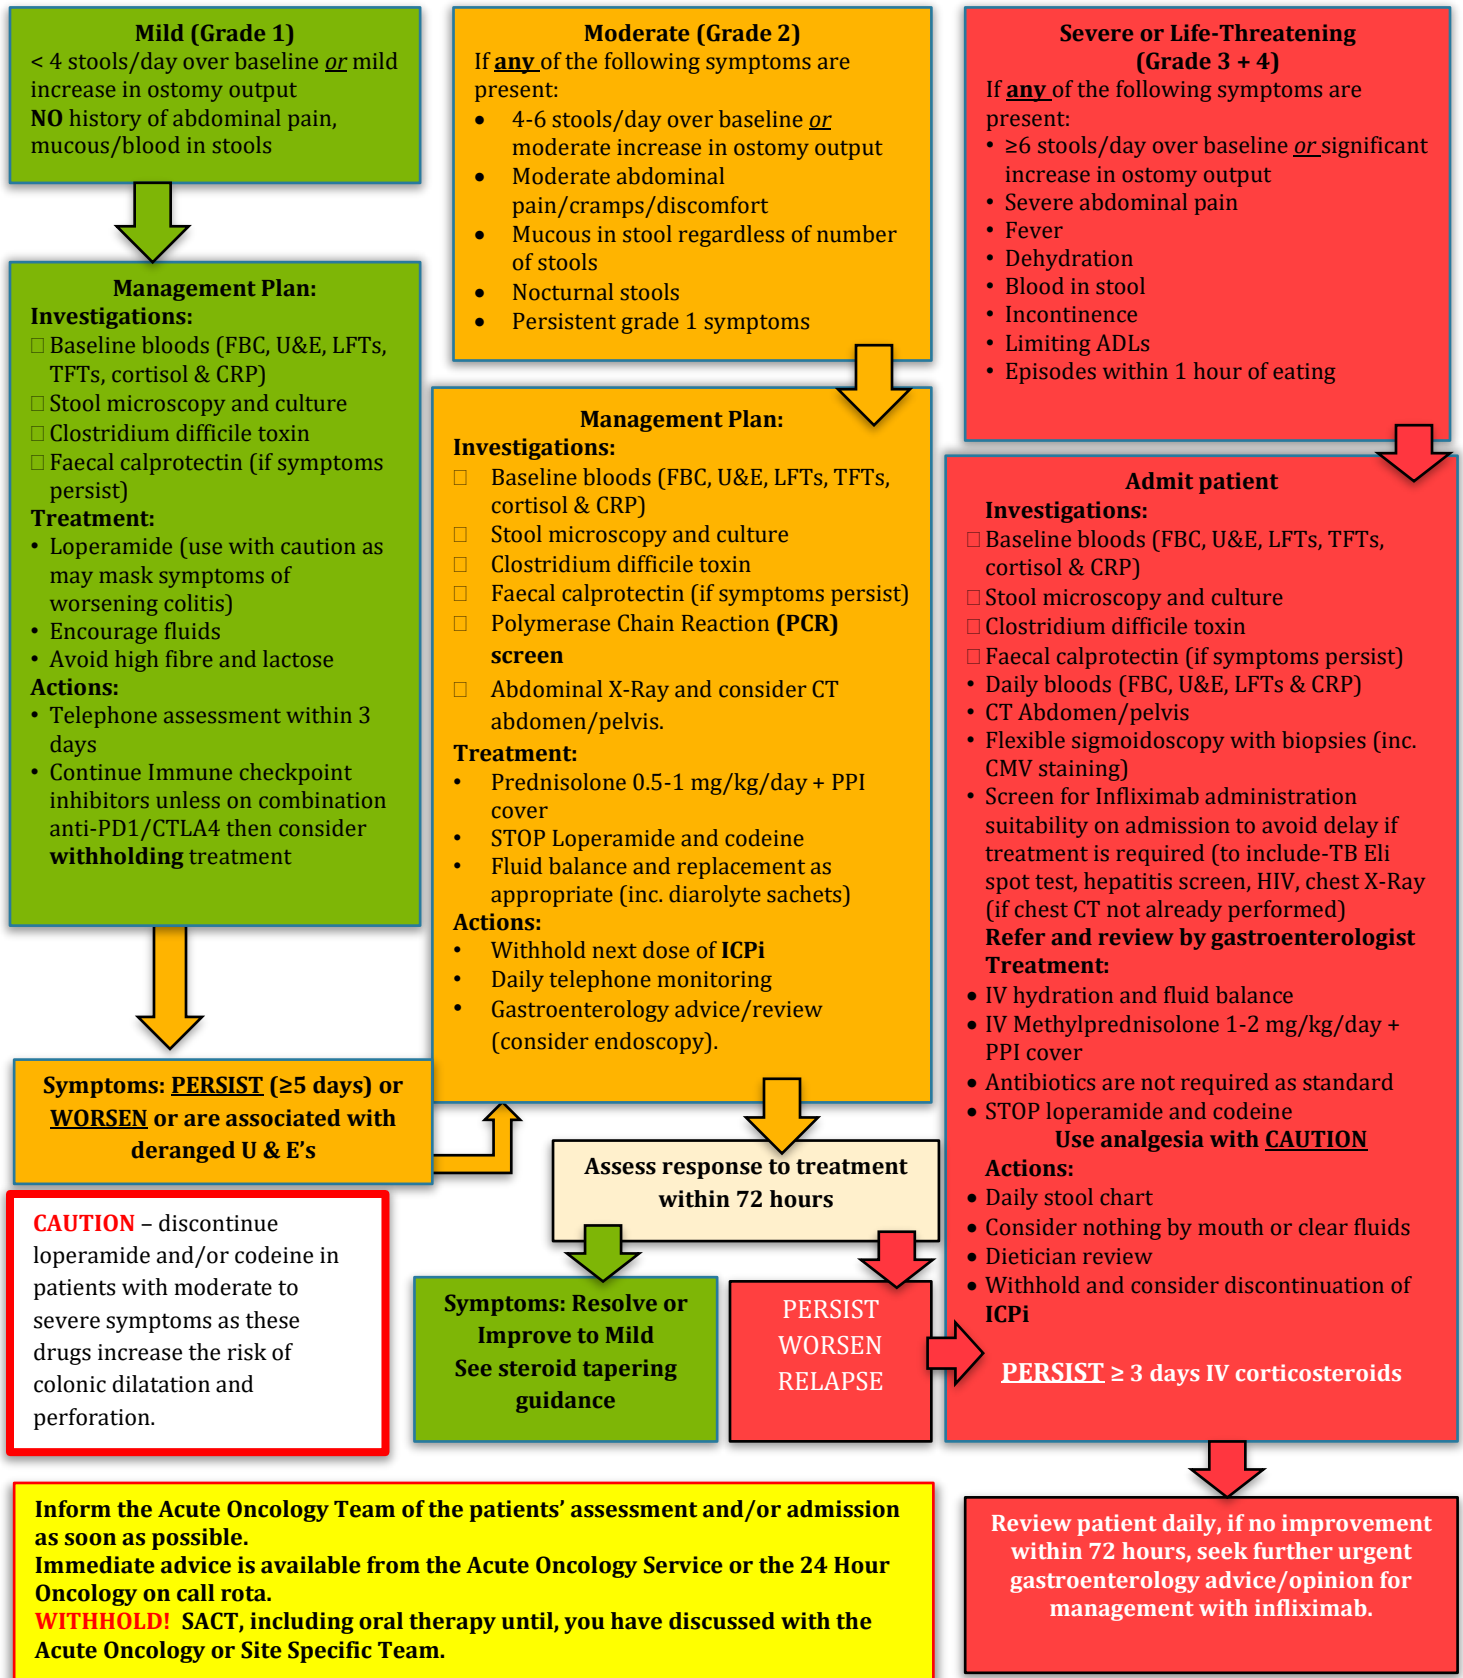 Mild (Grade 1)
< 4 stools/day over baseline or mild
increase in ostomy output
NO history of abdominal pain,
mucous/blood in stools
Management Plan:
Investigations:
□ Baseline bloods (FBC, U&E, LFTs,
TFTs, cortisol & CRP)
□ Stool microscopy and culture
□ Clostridium difficile toxin
□ Faecal calprotectin (if symptoms
persist)
Treatment:
• Loperamide (use with caution as
may mask symptoms of
worsening colitis)
• Encourage fluids
• Avoid high fibre and lactose
Actions:
• Telephone assessment within 3
days
• Continue Immune checkpoint
inhibitors unless on combination
anti-PD1/CTLA4 then consider
withholding treatment
Symptoms: PERSIST (≥5 days) or
WORSEN or are associated with
deranged U & E's
CAUTION – discontinue
loperamide and/or codeine in
patients with moderate to
severe symptoms as these
drugs increase the risk of
colonic dilatation and
perforation.
Moderate (Grade 2)
If any of the following symptoms are
present:
• 4-6 stools/day over baseline or
moderate increase in ostomy output
• Moderate abdominal
pain/cramps/discomfort
• Mucous in stool regardless of number
of stools
• Nocturnal stools
• Persistent grade 1 symptoms
Management Plan:
Investigations:
□ Baseline bloods (FBC, U&E, LFTs, TFTs,
cortisol & CRP)
□ Stool microscopy and culture
□ Clostridium difficile toxin
□ Faecal calprotectin (if symptoms persist)
□ Polymerase Chain Reaction (PCR)
screen
□ Abdominal X-Ray and consider CT
abdomen/pelvis.
Treatment:
• Prednisolone 0.5-1 mg/kg/day + PPI
cover
• STOP Loperamide and codeine
• Fluid balance and replacement as
appropriate (inc. diarolyte sachets)
Actions:
• Withhold next dose of ICPi
• Daily telephone monitoring
• Gastroenterology advice/review
(consider endoscopy).
Assess response to treatment
within 72 hours
Symptoms: Resolve or
Improve to Mild
See steroid tapering
guidance
PERSIST
WORSEN
RELAPSE
Severe or Life-Threatening
(Grade 3 + 4)
If any of the following symptoms are
present:
• ≥6 stools/day over baseline or significant
increase in ostomy output
• Severe abdominal pain
• Fever
• Dehydration
• Blood in stool
• Incontinence
• Limiting ADLs
• Episodes within 1 hour of eating
Admit patient
Investigations:
□ Baseline bloods (FBC, U&E, LFTs, TFTs,
cortisol & CRP)
□ Stool microscopy and culture
□ Clostridium difficile toxin
□ Faecal calprotectin (if symptoms persist)
• Daily bloods (FBC, U&E, LFTs & CRP)
• CT Abdomen/pelvis
• Flexible sigmoidoscopy with biopsies (inc.
CMV staining)
• Screen for Infliximab administration
suitability on admission to avoid delay if
treatment is required (to include-TB Eli
spot test, hepatitis screen, HIV, chest X-Ray
(if chest CT not already performed)
Refer and review by gastroenterologist
Treatment:
• IV hydration and fluid balance
• IV Methylprednisolone 1-2 mg/kg/day +
PPI cover
• Antibiotics are not required as standard
• STOP loperamide and codeine
Use analgesia with CAUTION
Actions:
• Daily stool chart
• Consider nothing by mouth or clear fluids
• Dietician review
• Withhold and consider discontinuation of
ICPi
PERSIST ≥ 3 days IV corticosteroids
Review patient daily, if no improvement
within 72 hours, seek further urgent
gastroenterology advice/opinion for
management with infliximab.
Inform the Acute Oncology Team of the patients' assessment and/or admission
as soon as possible.
Immediate advice is available from the Acute Oncology Service or the 24 Hour
Oncology on call rota.
WITHHOLD! SACT, including oral therapy until, you have discussed with the
Acute Oncology or Site Specific Team.